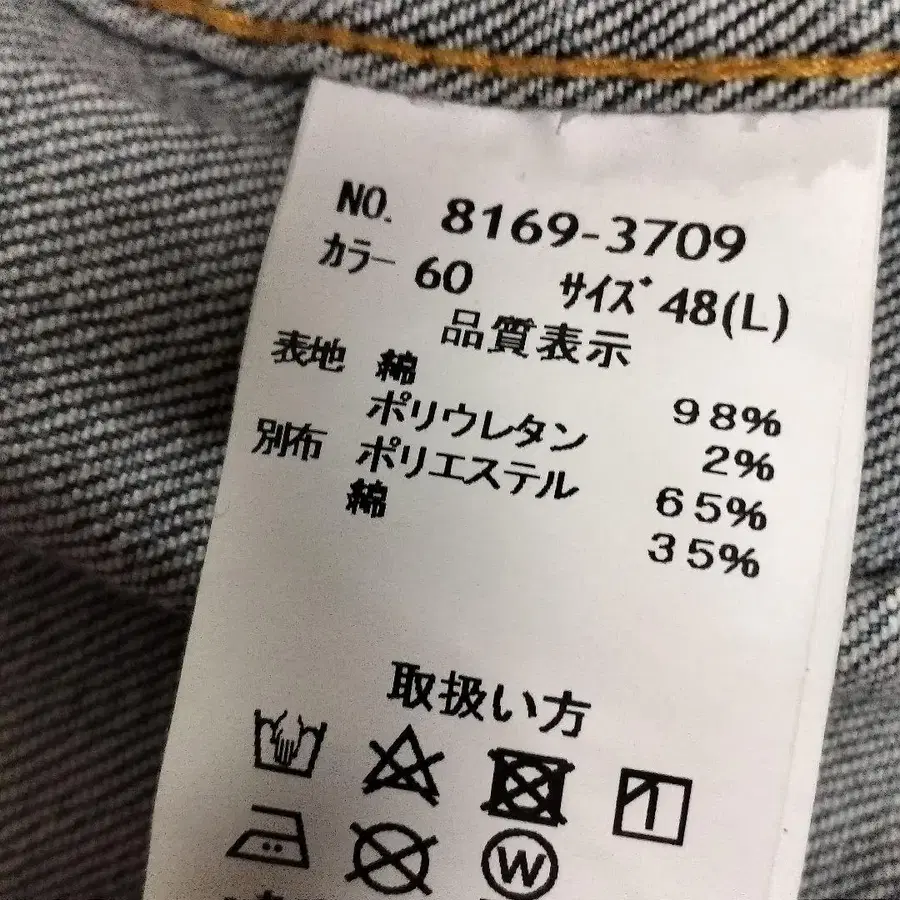 NO. 8169-3709
カラー 60 サイズ 48(L)
品質表示
表地 綿 98%
ポリウレタン 2%
別布 ポリエステル 65%
綿 35%
取扱い方
W